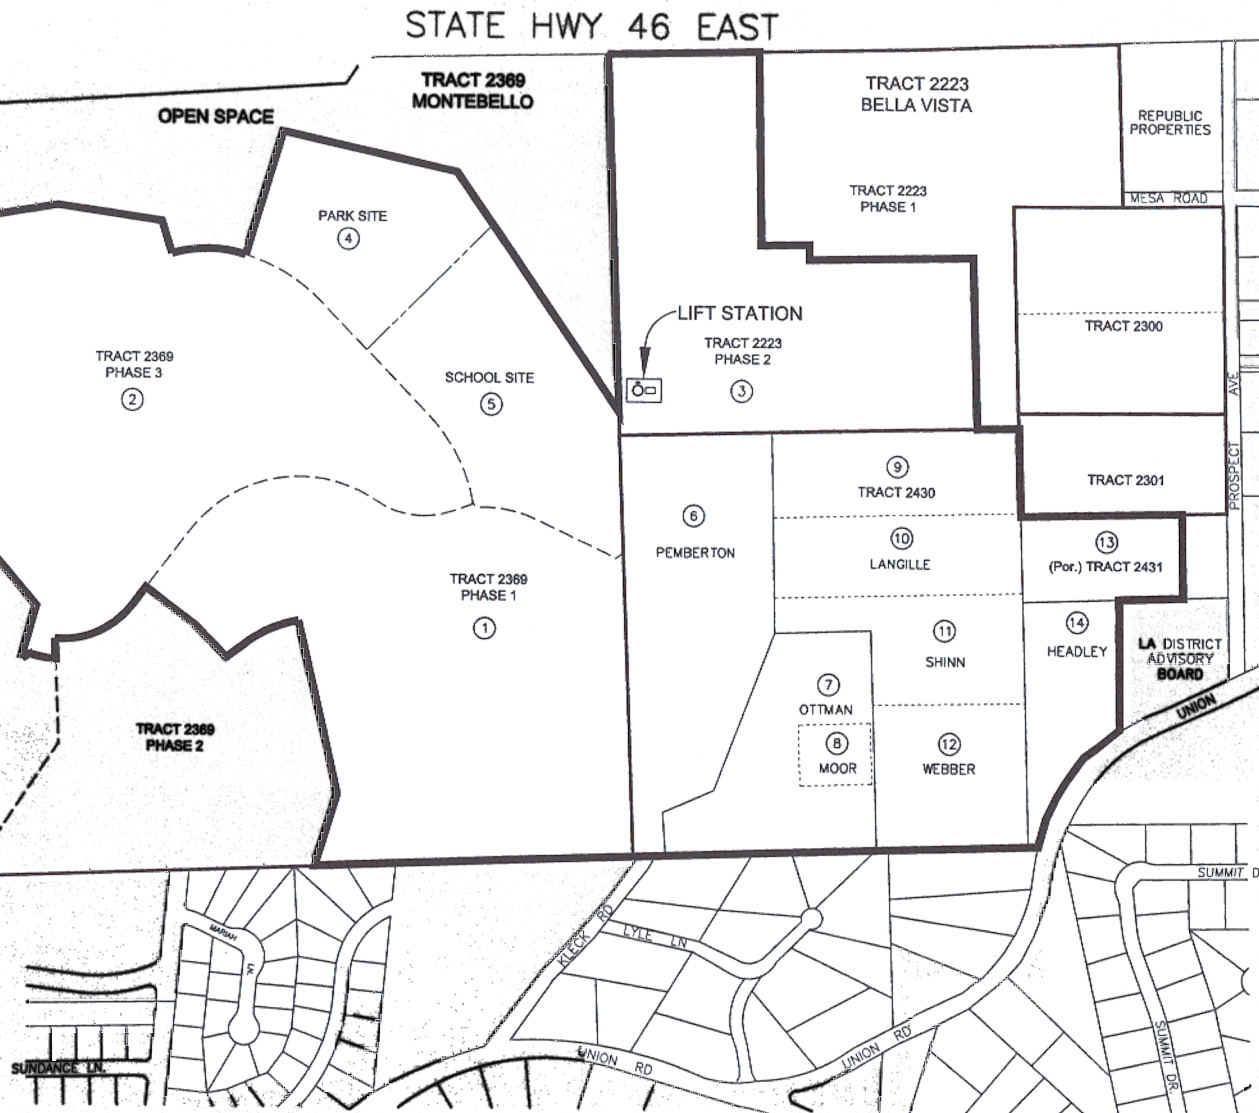 STATE HWY 46 EAST
TRACT 2369
MONTEBELLO
OPEN SPACE
TRACT 2223
BELLA VISTA
REPUBLIC
PROPERTIES
TRACT 2223
PHASE 1
MESA ROAD
PARK SITE
4
LIFT STATION
TRACT 2300
TRACT 2223
PHASE 2
3
TRACT 2369
PHASE 3
2
SCHOOL SITE
5
PROSPECT AVE
9
TRACT 2430
TRACT 2301
6
PEMBERTON
10
LANGILLE
13
(Por.) TRACT 2431
TRACT 2369
PHASE 1
1
11
SHINN
14
HEADLEY
LA DISTRICT
ADVISORY
BOARD
7
OTTMAN
UNION
TRACT 2369
PHASE 2
8
MOOR
12
WEBBER
SUMMIT D
MARIAH
LN.
KLECK RD
LYLE LN
UNION RD
UNION RD
SUMMIT DR.
SUNDANCE LN.